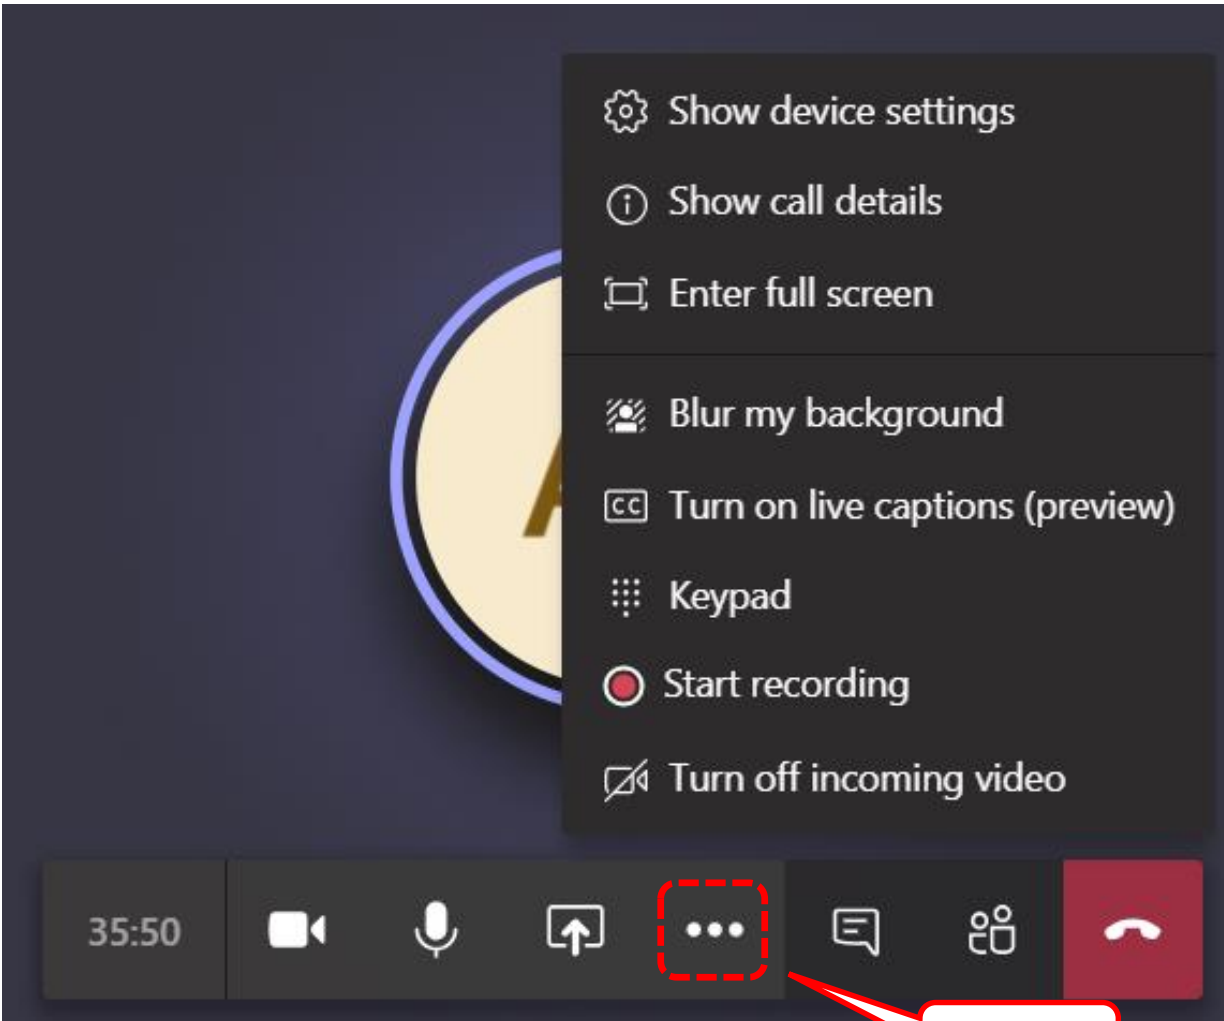 Show device settings
Show call details
Enter full screen
Blur my background
CC Turn on live captions (preview)
Keypad
Start recording
Turn off incoming video
35:50